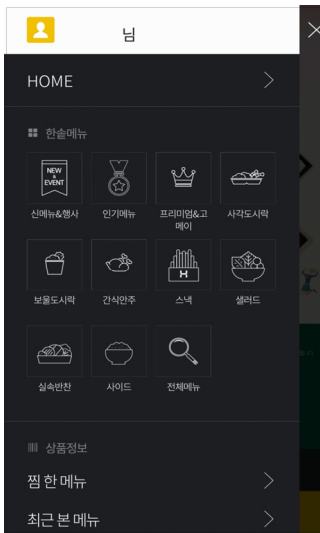 님
HOME
한솥메뉴
NEW
&
EVENT
H
신메뉴&행사 인기메뉴 프리미엄&고 사각도시락
메이
보울도시락 간식안주 스낵 샐러드
실속반찬 사이드 전체메뉴
상품정보
찜 한 메뉴
최근 본 메뉴